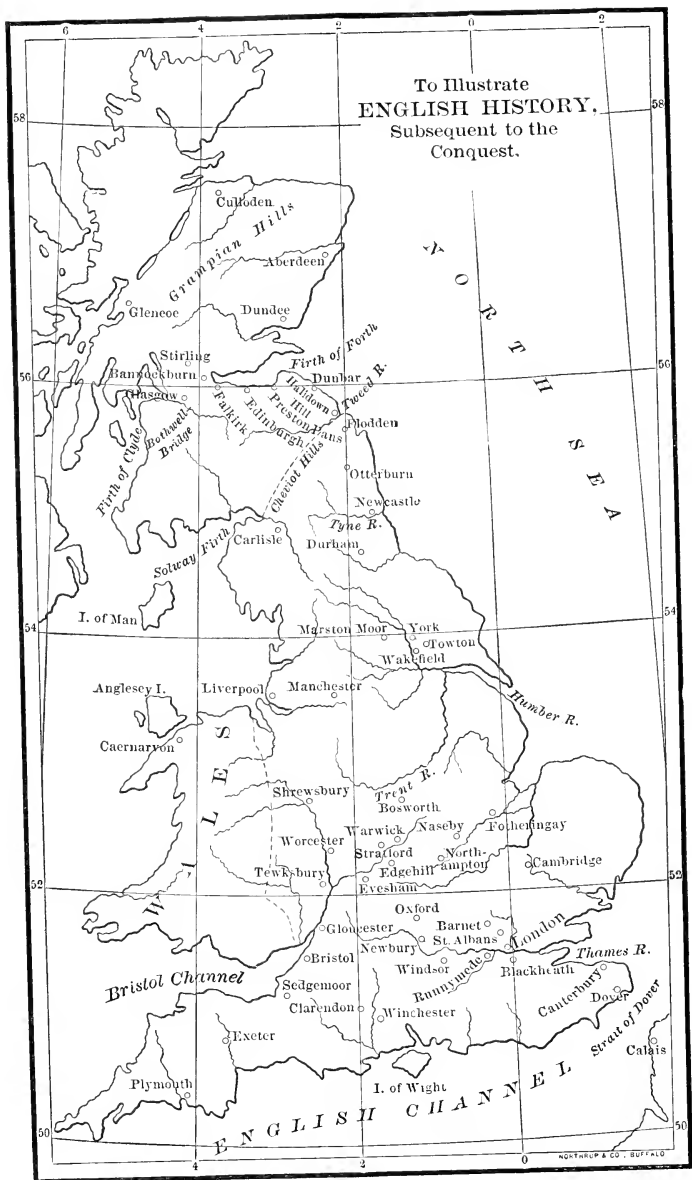 6
4
2
0
2
To Illustrate
ENGLISH HISTORY,
Subsequent to the
Conquest.
58
58
Culloden
Grampian Hills
NORTH SEA
Aberdeen
Glencoe
Dundee
Firth of Forth
Stirling
Bannockburn
56
56
Dunbar
Tweed R.
Glasgow
Halidown
Hill
Preston Pans
Edinburgh
Falkirk
Bothwell
Bridge
Flodden
Firth of Clyde
Cheviot Hills
Otterburn
Newcastle
Tyne R.
Solway Firth
Carlisle
Durham
I. of Man
54
54
Marston Moor
York
Towton
Wakefield
Anglesey I.
Liverpool
Manchester
Humber R.
Caernarvon
WALES
Shrewsbury
Trent R.
Bosworth
Warwick
Naseby
Fotheringay
Worcester
Stratford
North-
ampton
Edgehill
Cambridge
Tewksbury
Evesham
52
52
Oxford
Gloucester
Barnet
London
Newbury
St. Albans
Bristol
Windsor
Runnymede
Blackheath
Thames R.
Bristol Channel
Sedgemoor
Canterbury
Dover
Clarendon
Winchester
Strait of Dover
Exeter
Calais
Plymouth
I. of Wight
ENGLISH CHANNEL
50
50
NORTHRUP & CO. BUFFALO
4
2
0